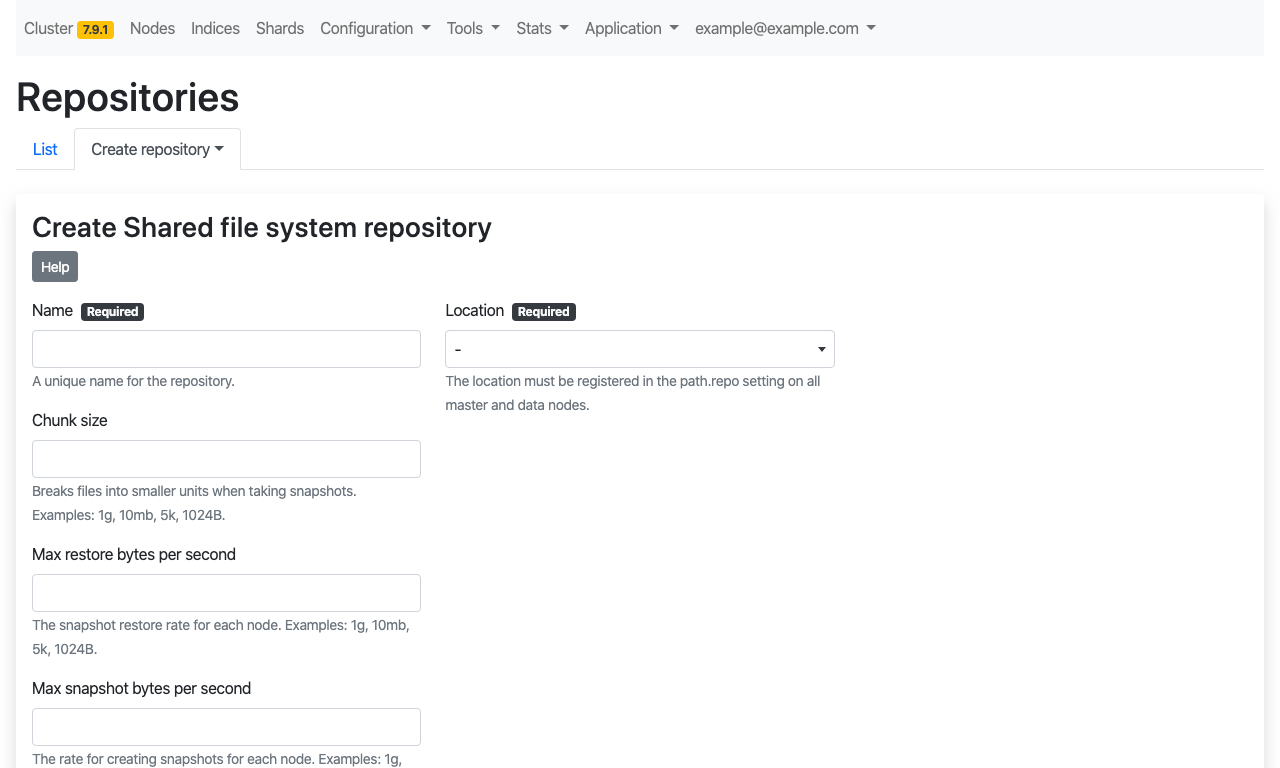 Cluster 7.9.1 Nodes Indices Shards Configuration Tools Stats Application example@example.com
Repositories
List Create repository
Create Shared file system repository
Help
Name Required
A unique name for the repository.
Location Required
-
The location must be registered in the path.repo setting on all
master and data nodes.
Chunk size
Breaks files into smaller units when taking snapshots.
Examples: 1g, 10mb, 5k, 1024B.
Max restore bytes per second
The snapshot restore rate for each node. Examples: 1g, 10mb,
5k, 1024B.
Max snapshot bytes per second
The rate for creating snapshots for each node. Examples: 1g,